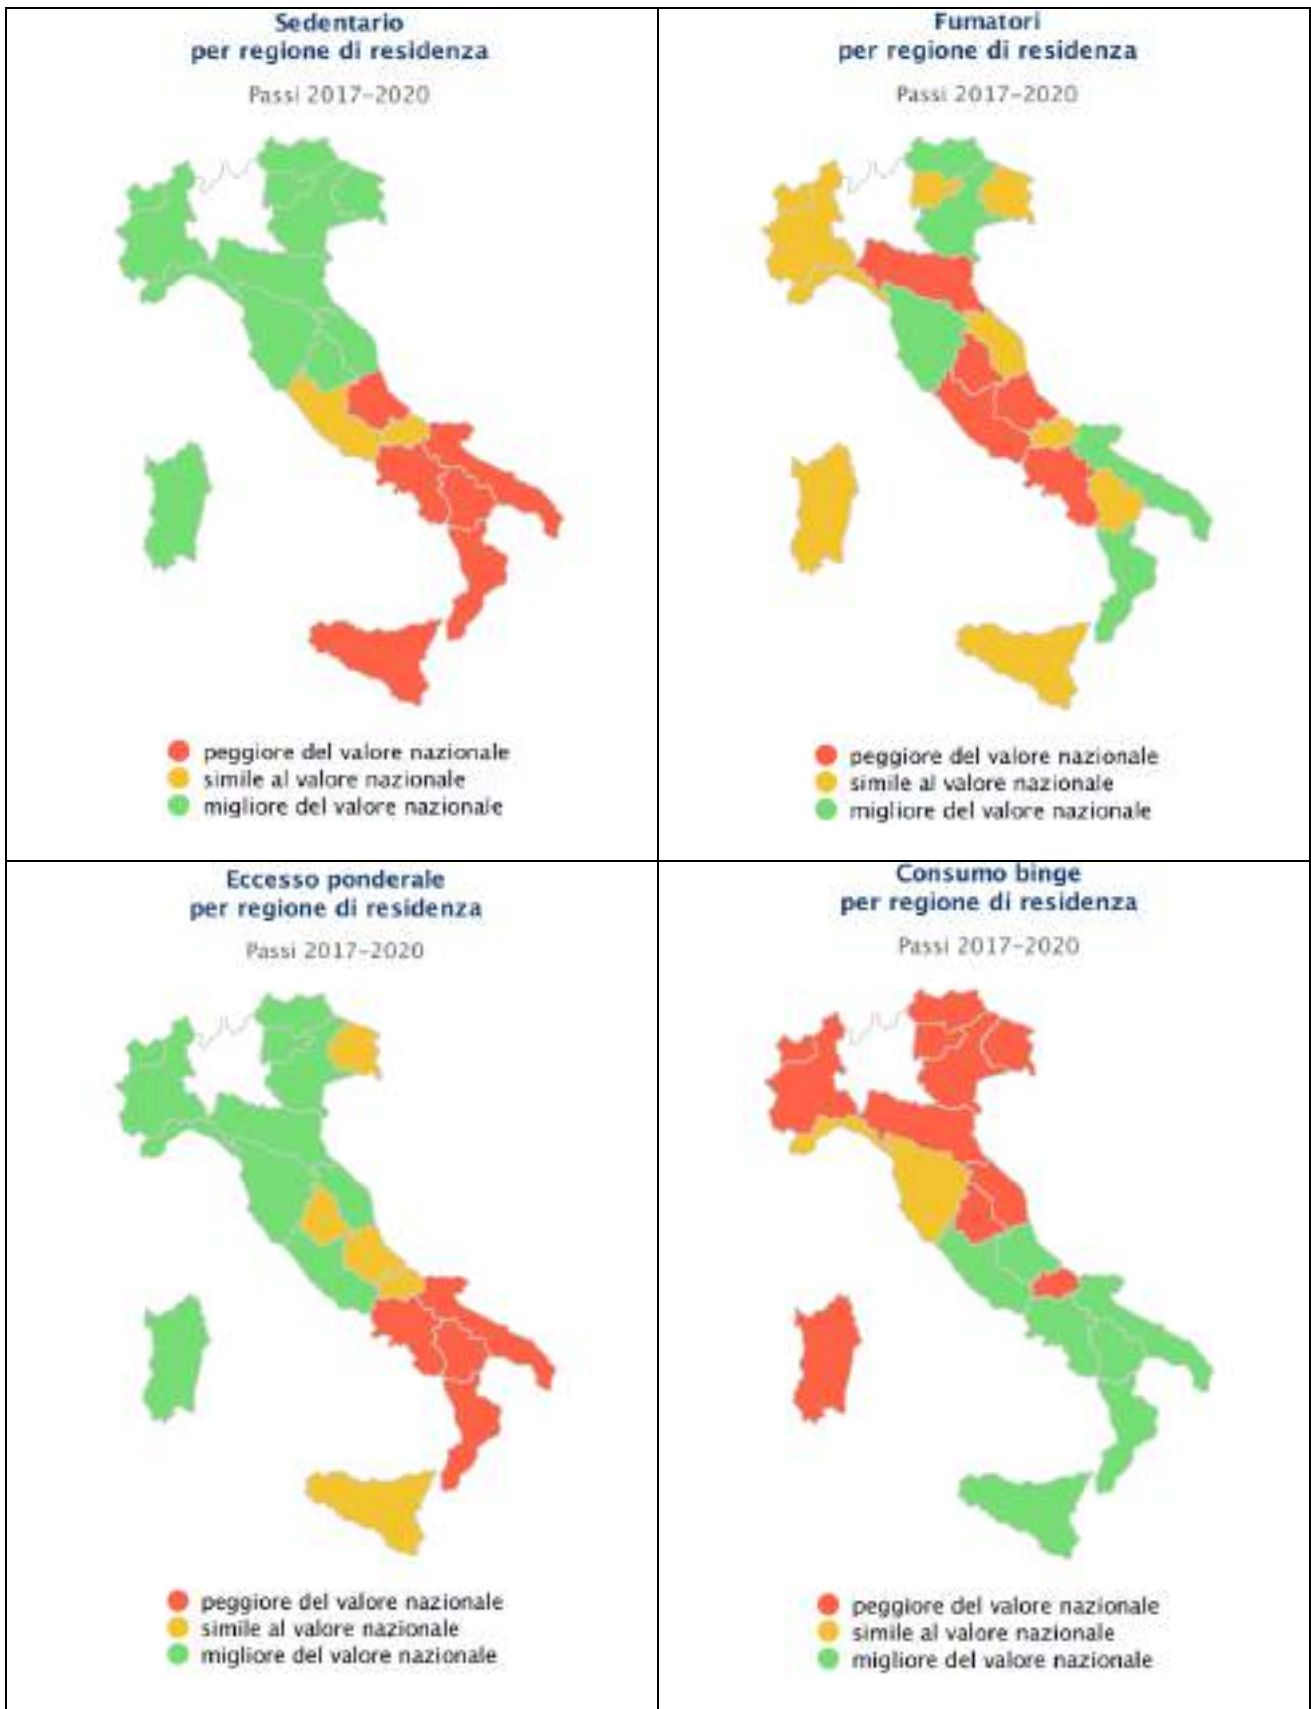 Sedentario
per regione di residenza
Passi 2017-2020
peggiore del valore nazionale
simile al valore nazionale
migliore del valore nazionale
Fumatori
per regione di residenza
Passi 2017-2020
peggiore del valore nazionale
simile al valore nazionale
migliore del valore nazionale
Eccesso ponderale
per regione di residenza
Passi 2017-2020
peggiore del valore nazionale
simile al valore nazionale
migliore del valore nazionale
Consumo binge
per regione di residenza
Passi 2017-2020
peggiore del valore nazionale
simile al valore nazionale
migliore del valore nazionale